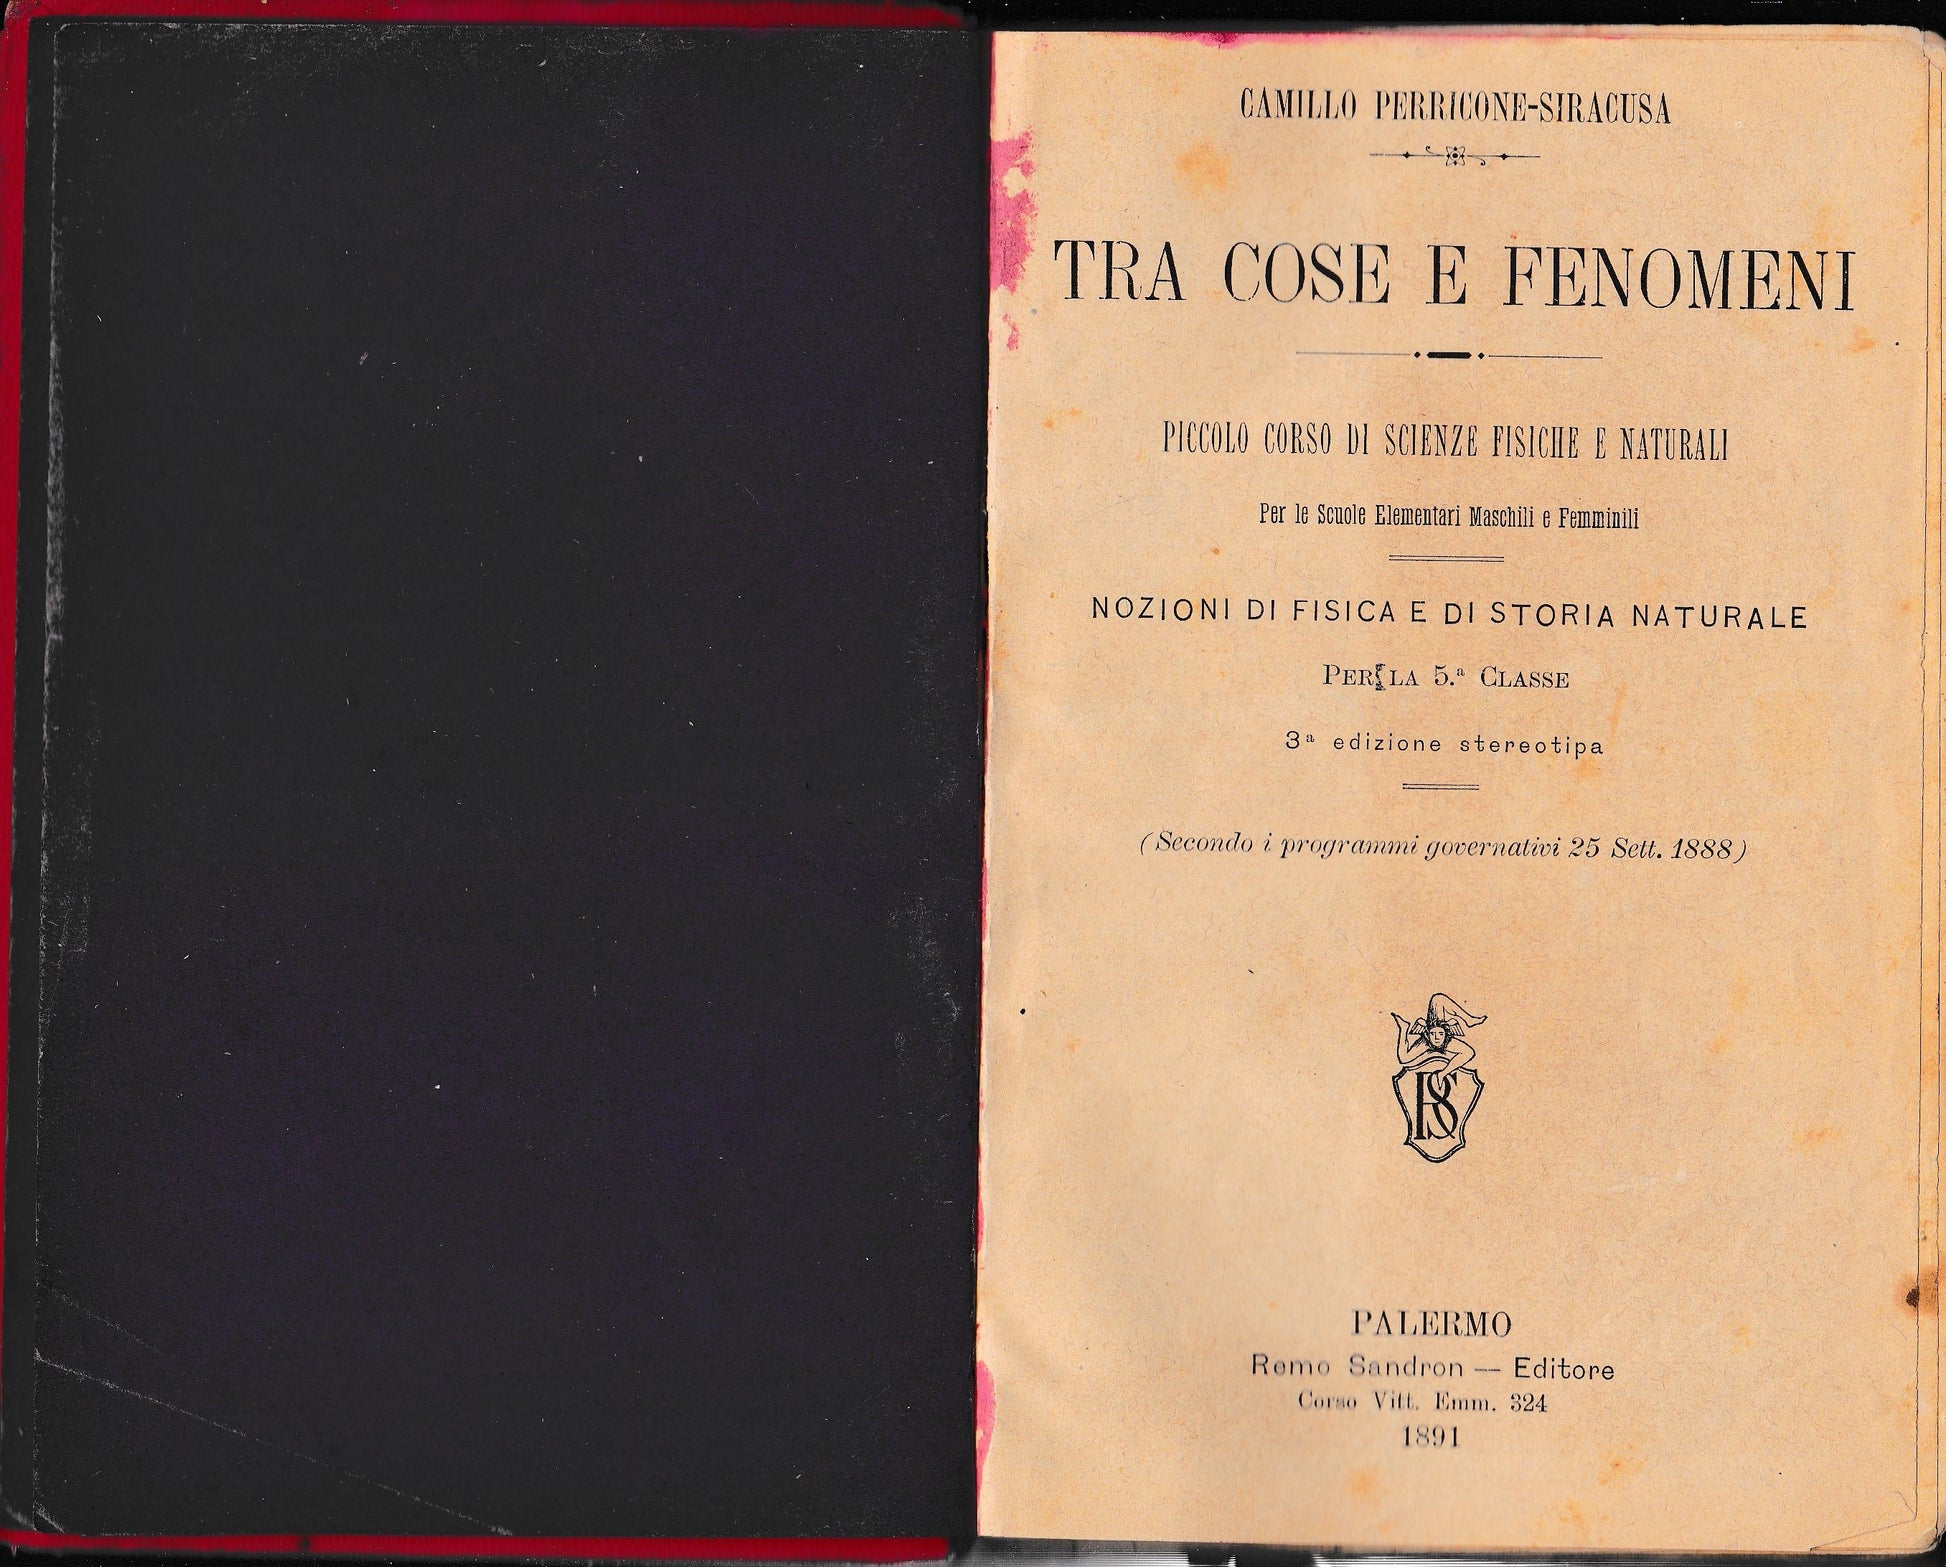 CAMILLO PERRICONE-SIRACUSA
TRA COSE E FENOMENI
PICCOLO CORSO DI SCIENZE FISICHE E NATURALI
Per le Scuole Elementari Maschili e Femminili
NOZIONI DI FISICA E DI STORIA NATURALE
PER LA 5.ª CLASSE
3ª edizione stereotipa
(Secondo i programmi governativi 25 Sett. 1888)
RS
PALERMO
Remo Sandron — Editore
Corso Vitt. Emm. 324
1891